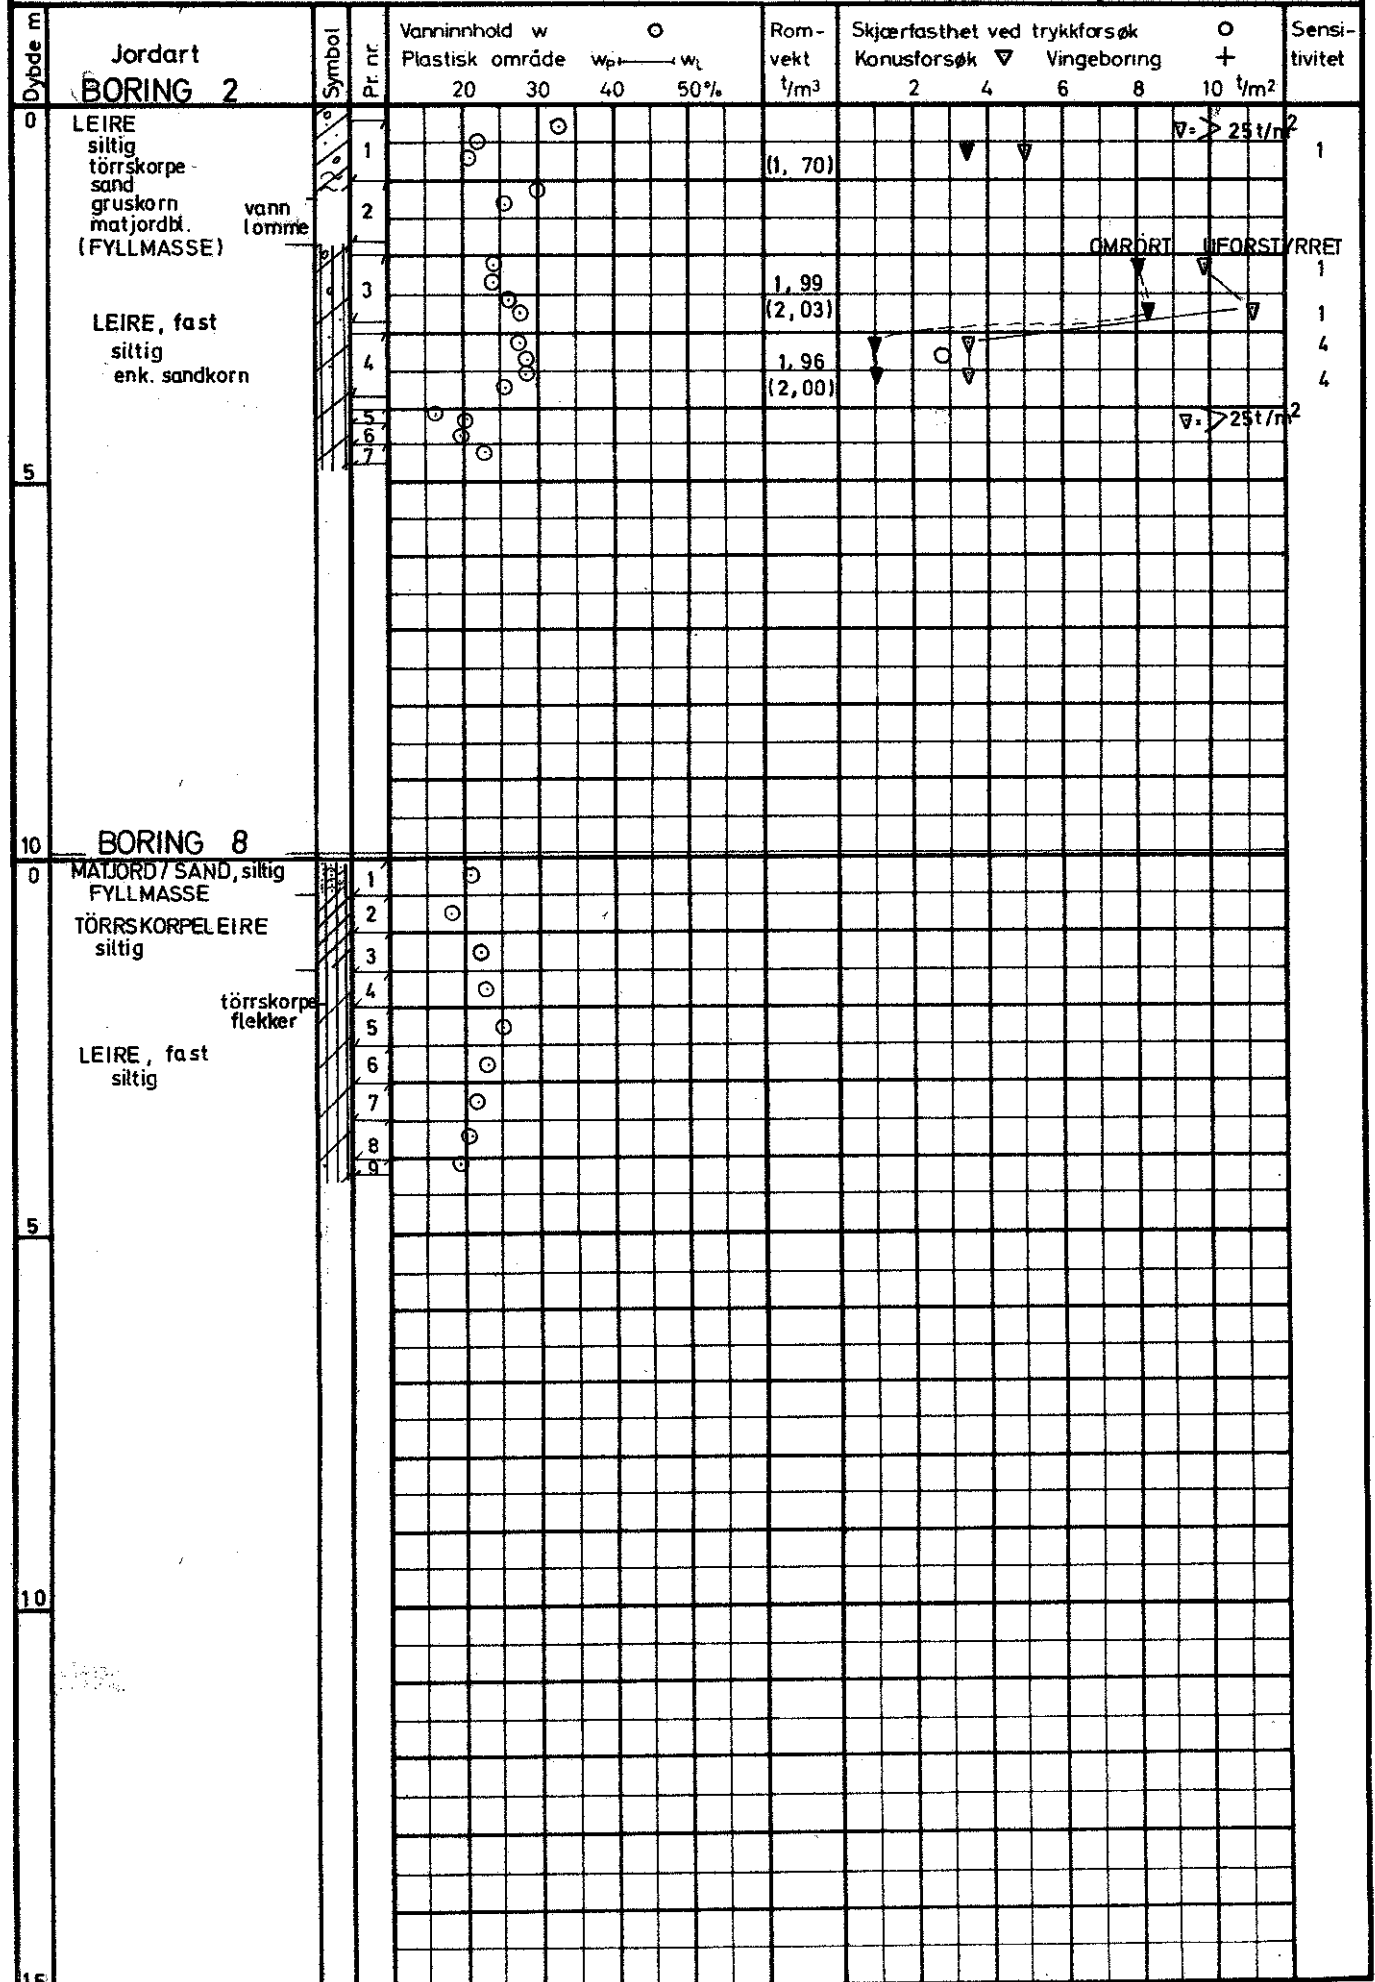 Dybde m
Jordart
BORING 2
Symbol
Pr. nr.
Vanninnhold w
Plastisk område wP wL
20 30 40 50%
Rom-
vekt
t/m3
Skjærfasthet ved trykkforsøk
Konusforsøk Vingeboring
2 4 6 8 10 t/m2
Sensi-
tivitet
0
LEIRE
siltig
törrskorpe
sand
gruskorn
matjordbl.
(FYLLMASSE)
vann
lomme
1
2
(1, 70)
= > 25 t/m2
1
OMRÖRT UFORSTYRRET
3
1, 99
(2, 03)
1
1
LEIRE, fast
siltig
enk. sandkorn
4
1, 96
(2, 00)
4
4
5
6
7
= > 25 t/m2
5
10
BORING 8
0
MATJORD / SAND, siltig
FYLLMASSE
TÖRRSKORPELEIRE
siltig
törrskorpe
flekker
LEIRE, fast
siltig
1
2
3
4
5
6
7
8
9
5
10
15